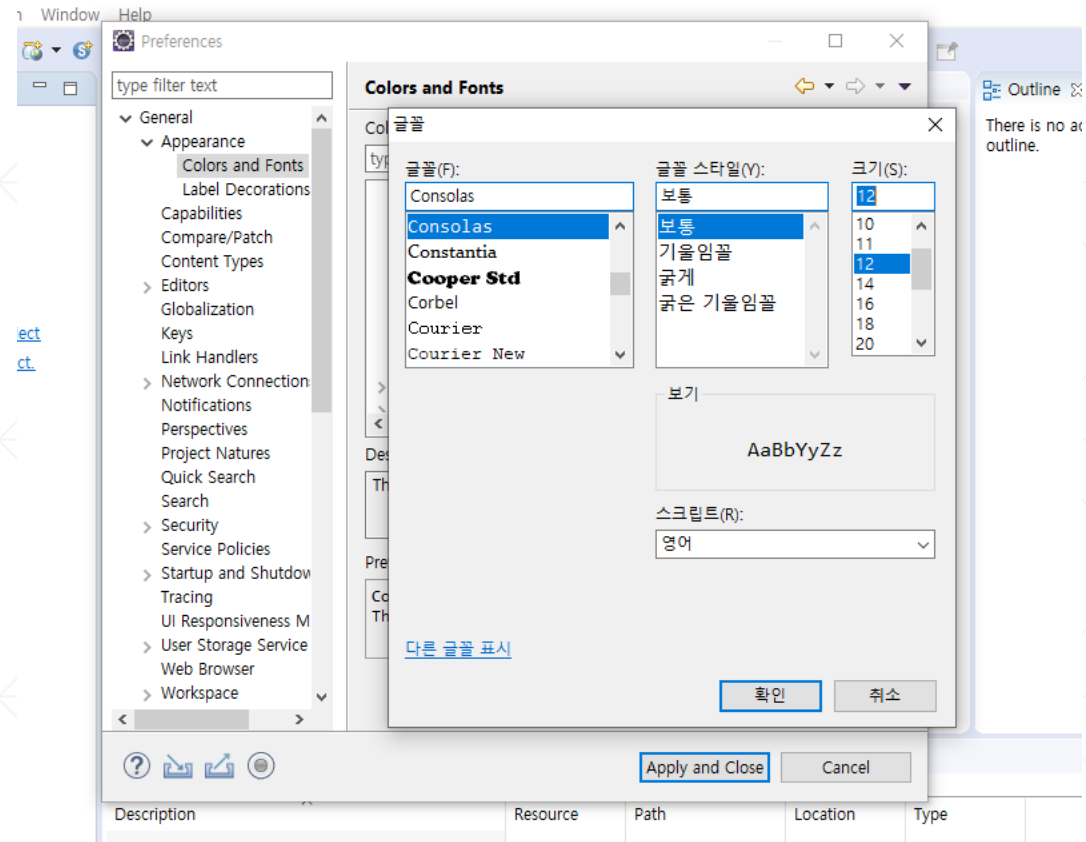 Window Help
Preferences
type filter text
Colors and Fonts
Outline
There is no
outline.
General
Appearance
Colors and Fonts
Label Decorations
Capabilities
Compare/Patch
Content Types
Editors
Globalization
Keys
Link Handlers
Network Connection
Notifications
Perspectives
Project Natures
Quick Search
Search
Security
Service Policies
Startup and Shutdow
Tracing
UI Responsiveness M
User Storage Service
Web Browser
Workspace
ect
ct.
Col
typ
Des
Th
Pre
Co
Th
글꼴
글꼴(F):
Consolas
Consolas
Constantia
Cooper Std
Corbel
Courier
Courier New
글꼴 스타일(Y):
보통
보통
기울임꼴
굵게
굵은 기울임꼴
크기(S):
12
10
11
12
14
16
18
20
보기
AaBbYyZz
스크립트(R):
영어
다른 글꼴 표시
확인 취소
Apply and Close Cancel
Description Resource Path Location Type